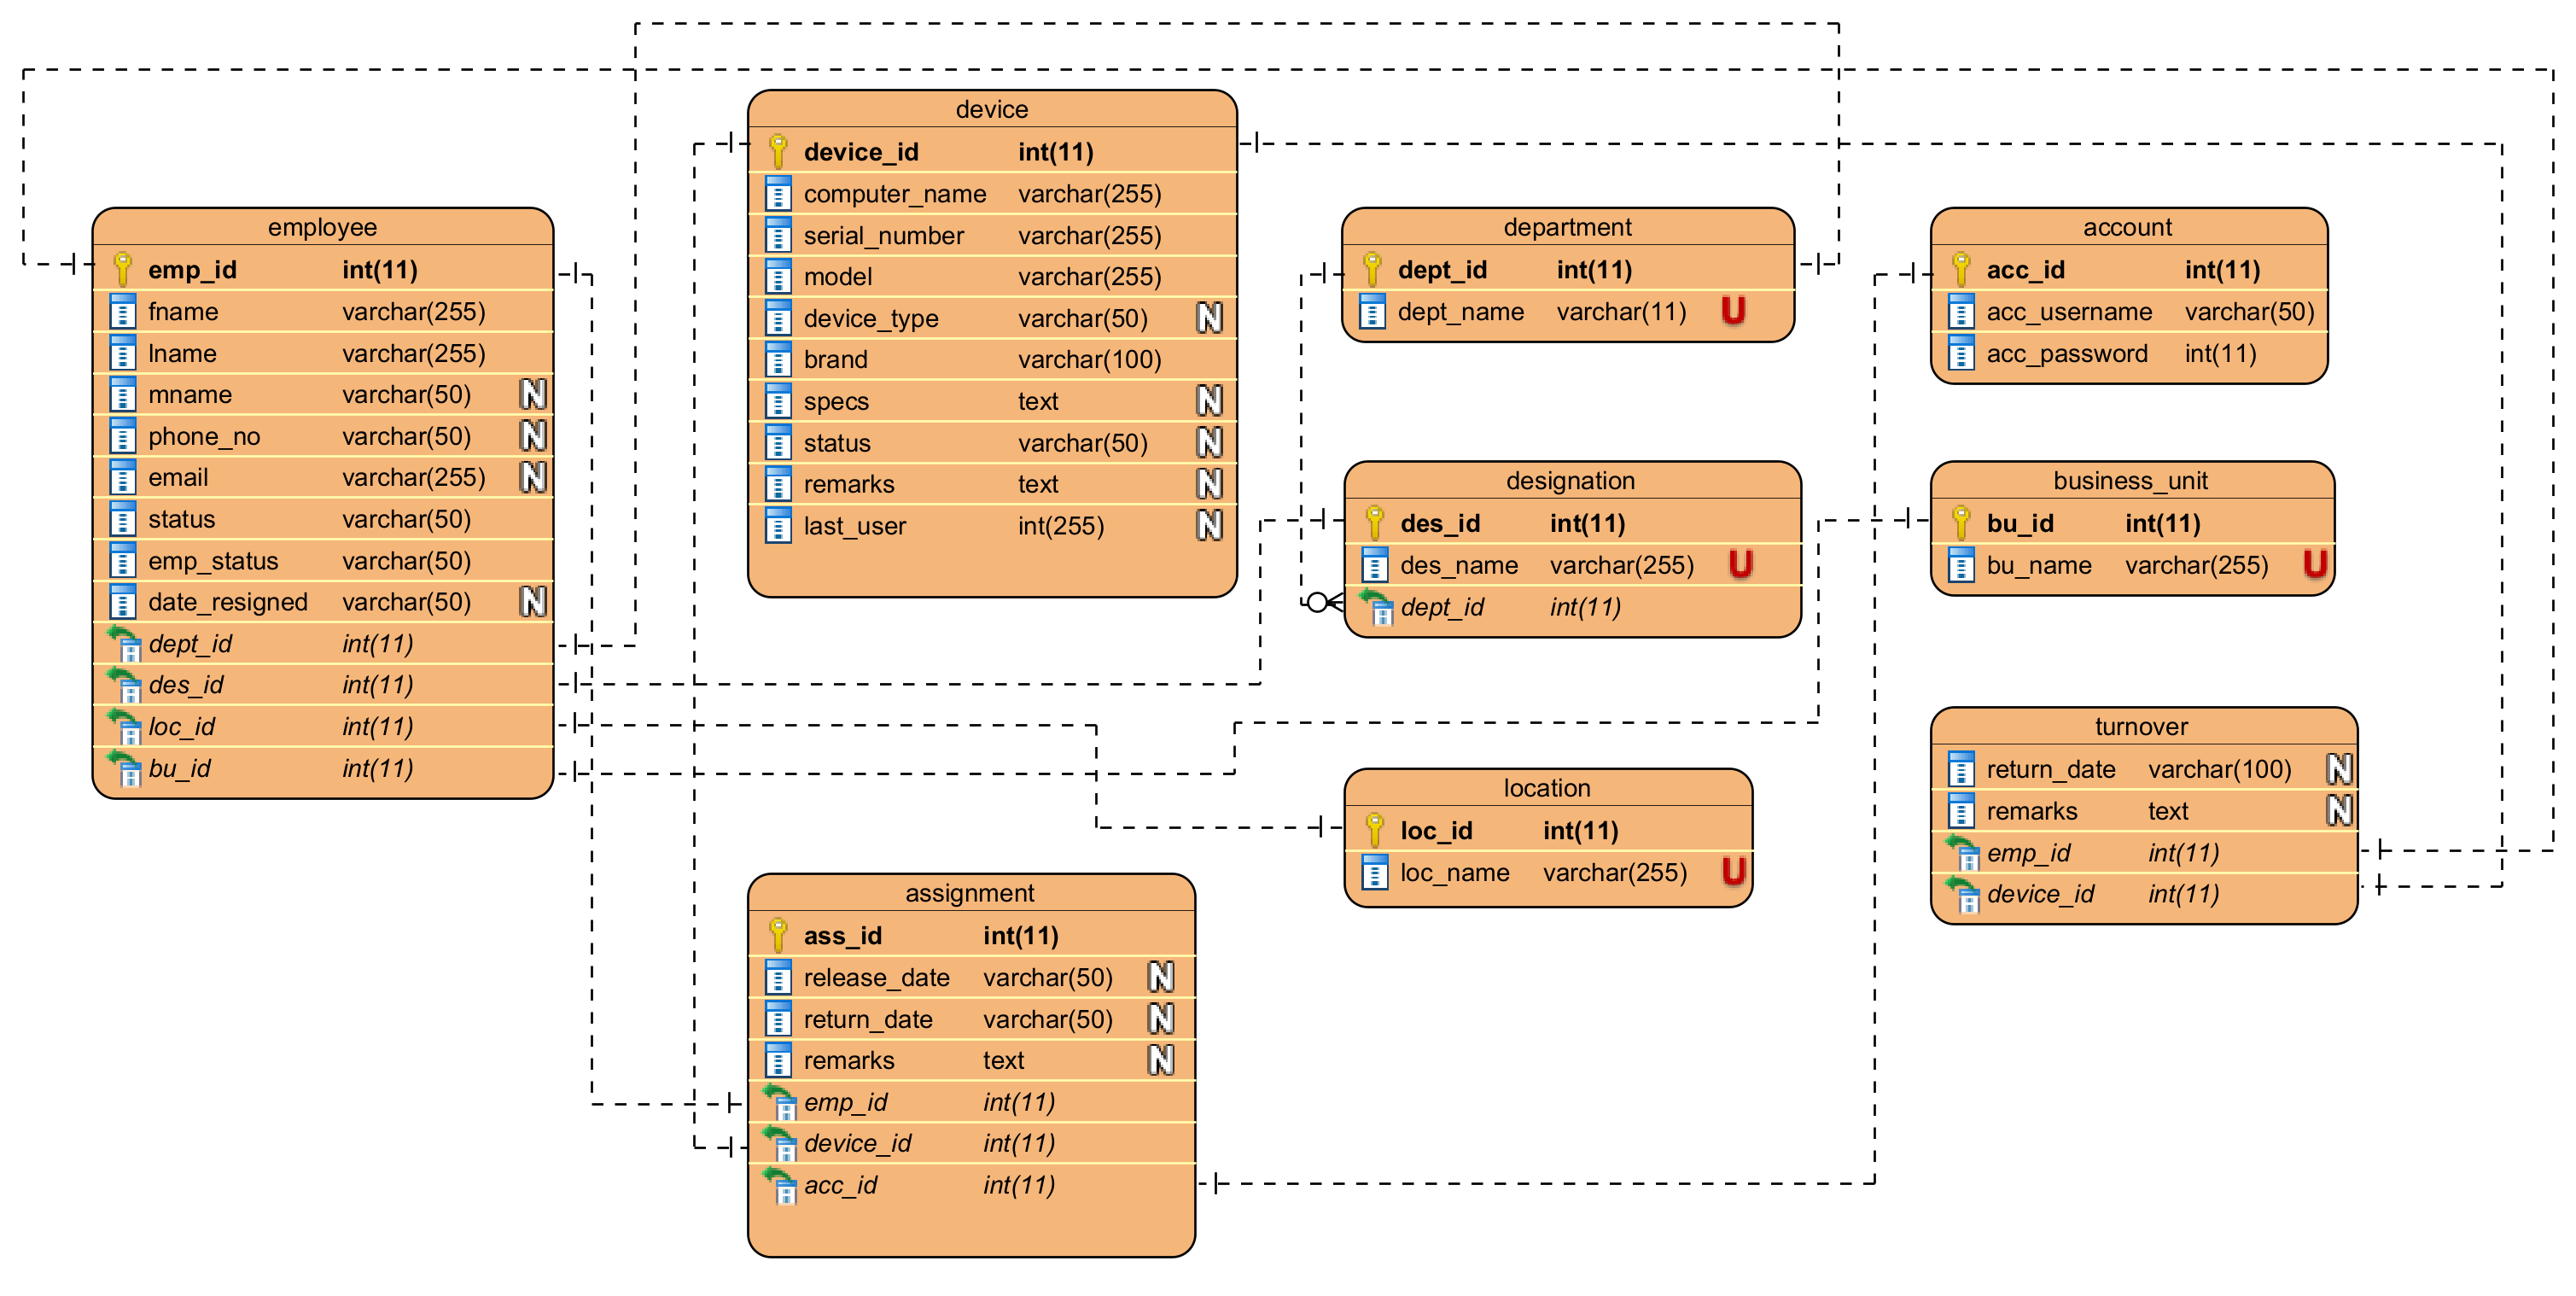 employee
emp_id int(11)
fname varchar(255)
lname varchar(255)
mname varchar(50) N
phone_no varchar(50) N
email varchar(255) N
status varchar(50)
emp_status varchar(50)
date_resigned varchar(50) N
dept_id int(11)
des_id int(11)
loc_id int(11)
bu_id int(11)
device
device_id int(11)
computer_name varchar(255)
serial_number varchar(255)
model varchar(255)
device_type varchar(50) N
brand varchar(100)
specs text N
status varchar(50) N
remarks text N
last_user int(255) N
department
dept_id int(11)
dept_name varchar(11) U
account
acc_id int(11)
acc_username varchar(50)
acc_password int(11)
designation
des_id int(11)
des_name varchar(255) U
dept_id int(11)
business_unit
bu_id int(11)
bu_name varchar(255) U
location
loc_id int(11)
loc_name varchar(255) U
turnover
return_date varchar(100) N
remarks text N
emp_id int(11)
device_id int(11)
assignment
ass_id int(11)
release_date varchar(50) N
return_date varchar(50) N
remarks text N
emp_id int(11)
device_id int(11)
acc_id int(11)